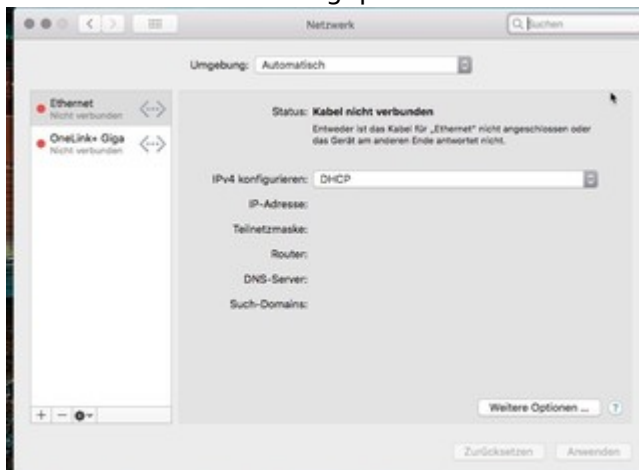 Netzwerk
Suchen
Umgebung: Automatisch
Ethernet
Nicht verbunden
OneLink+ Giga
Nicht verbunden
Status: Kabel nicht verbunden
Entweder ist das Kabel für „Ethernet“ nicht angeschlossen oder
das Gerät am anderen Ende antwortet nicht.
IPv4 konfigurieren: DHCP
IP-Adresse:
Teilnetzmaske:
Router:
DNS-Server:
Such-Domains:
Weitere Optionen ... ?
Zurücksetzen Anwenden